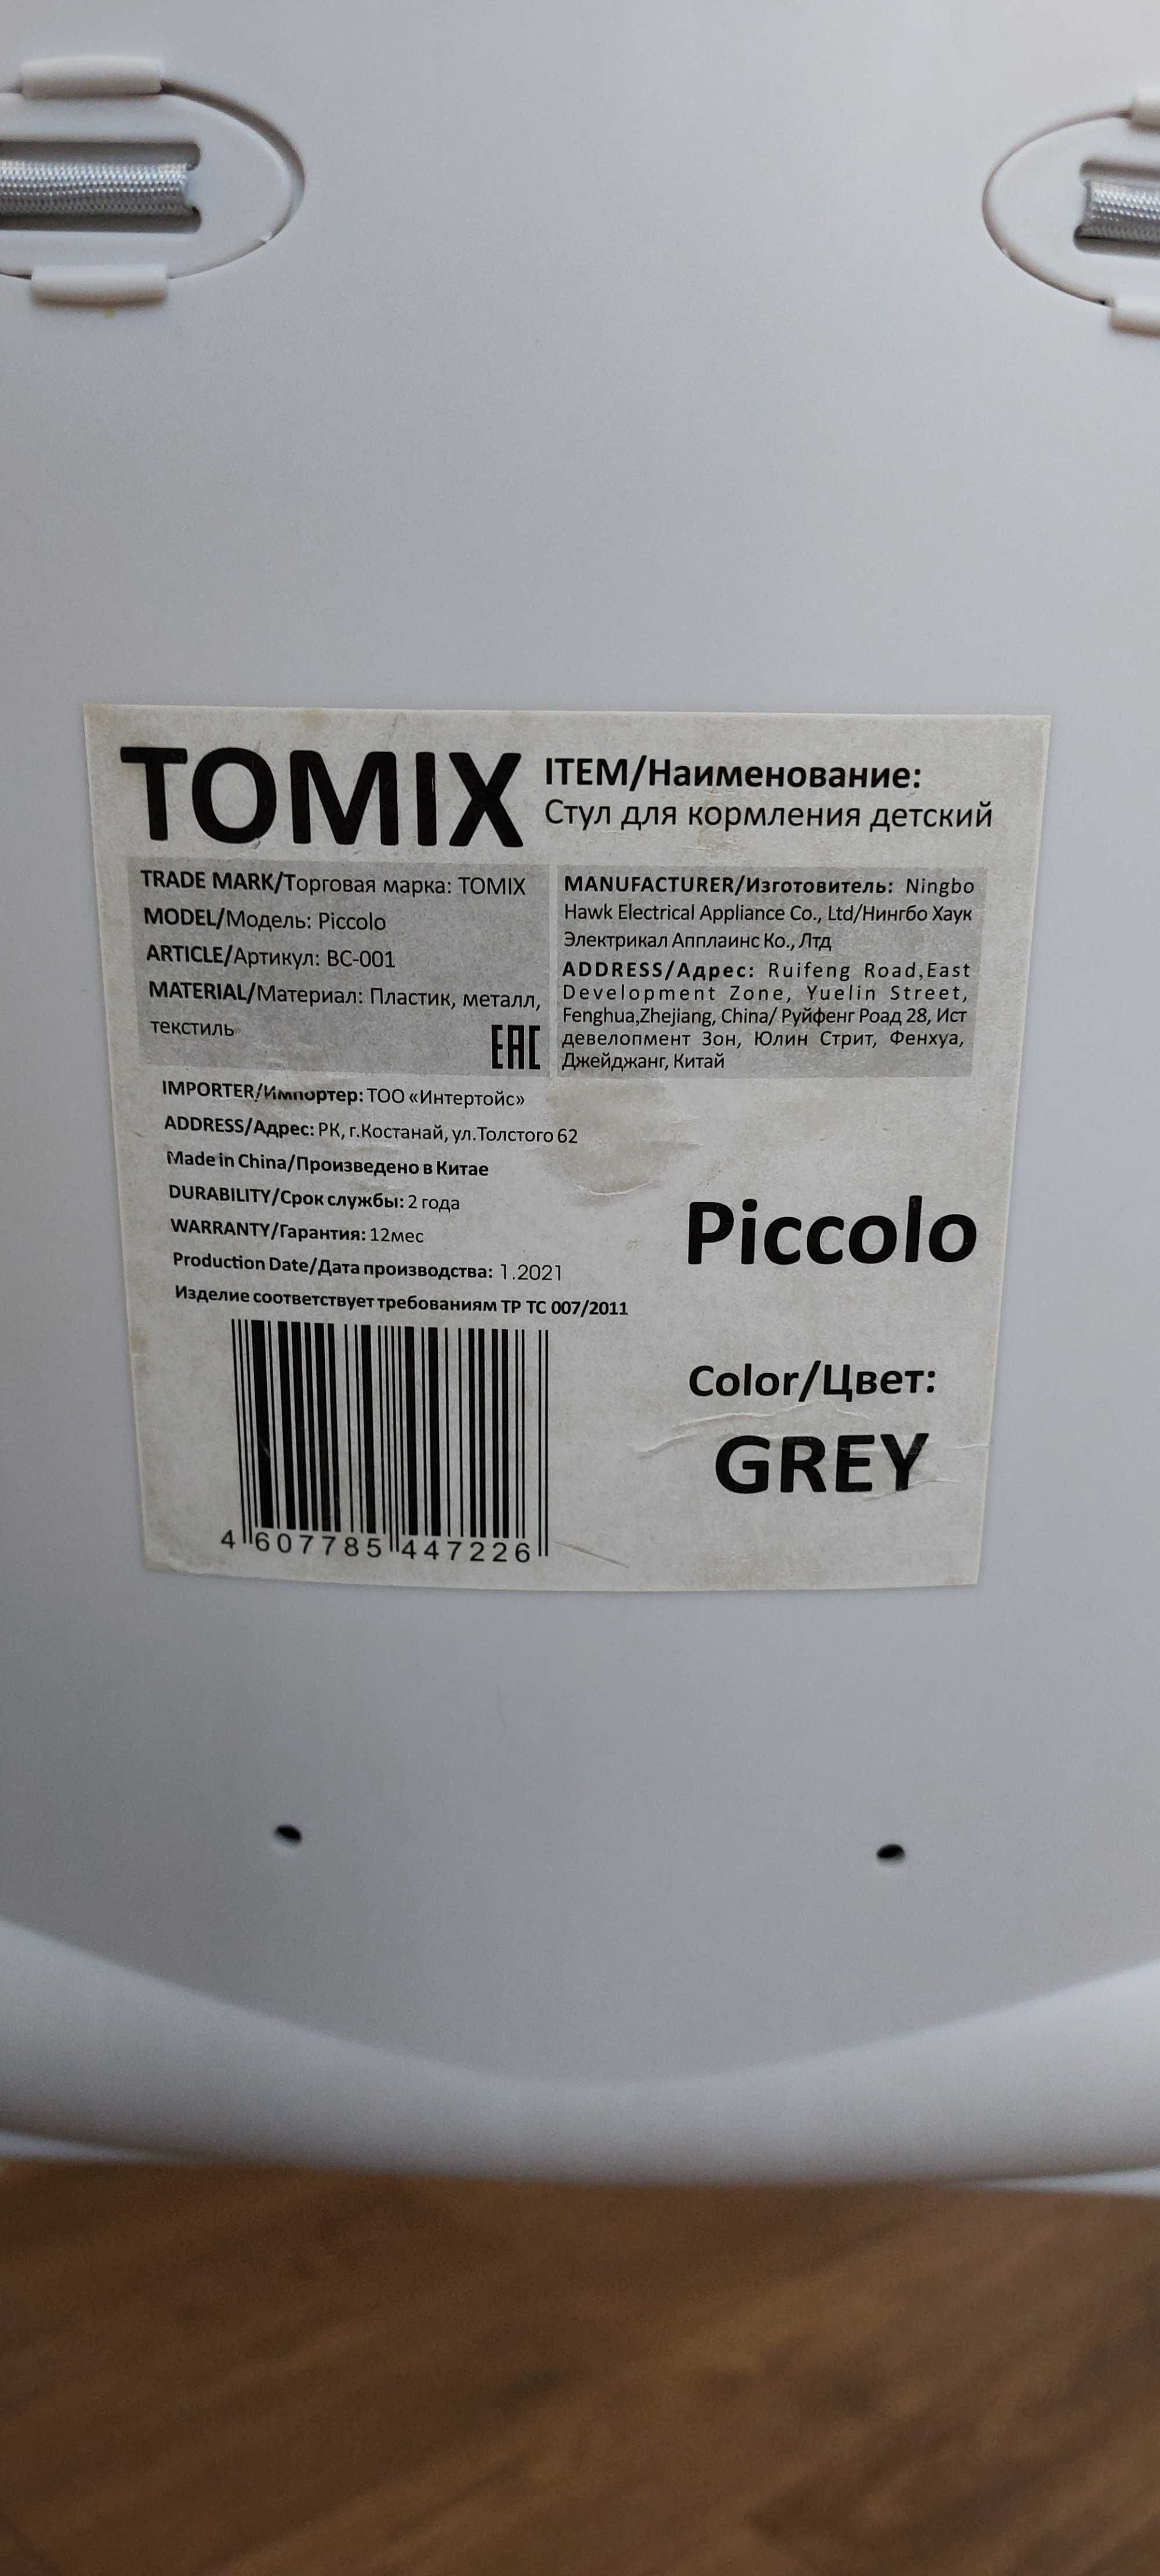 TOMIX
ITEM/Наименование:
Стул для кормления детский
TRADE MARK/Торговая марка: TOMIX
MODEL/Модель: Piccolo
ARTICLE/Артикул: BC-001
MATERIAL/Материал: Пластик, металл,
текстиль
EAC
MANUFACTURER/Изготовитель: Ningbo
Hawk Electrical Appliance Co., Ltd/Нингбо Хаук
Электрикал Апплаинс Ко., Лтд
ADDRESS/Адрес: Ruifeng Road,East
Development Zone, Yuelin Street,
Fenghua,Zhejiang, China/ Руйфенг Роад 28, Ист
девелопмент Зон, Юлин Стрит, Фенхуа,
Джейджанг, Китай
IMPORTER/Импортер: ТОО «Интертойс»
ADDRESS/Адрес: РК, г.Костанай, ул.Толстого 62
Made in China/Произведено в Китае
DURABILITY/Срок службы: 2 года
WARRANTY/Гарантия: 12мес
Production Date/Дата производства: 1.2021
Изделие соответствует требованиям ТР ТС 007/2011
4 607785 447226
Piccolo
Color/Цвет:
GREY